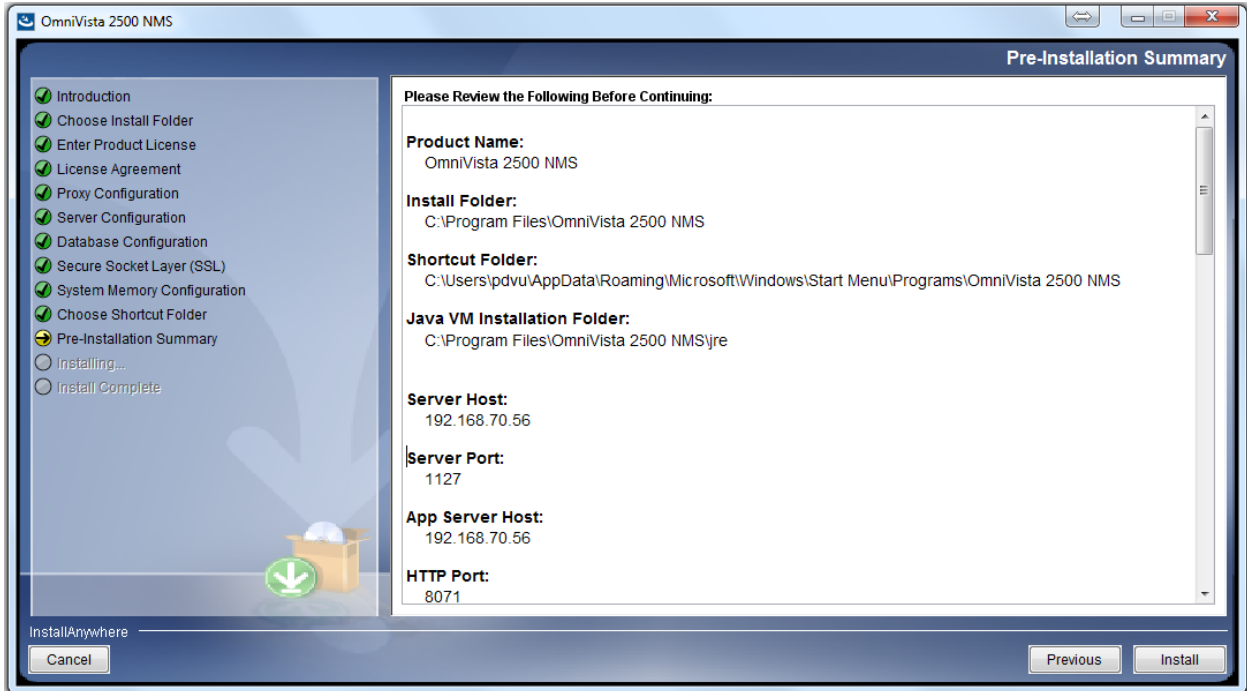 OmniVista 2500 NMS
Pre-Installation Summary
Introduction
Choose Install Folder
Enter Product License
License Agreement
Proxy Configuration
Server Configuration
Database Configuration
Secure Socket Layer (SSL)
System Memory Configuration
Choose Shortcut Folder
Pre-Installation Summary
Installing...
Install Complete
Please Review the Following Before Continuing:
Product Name:
OmniVista 2500 NMS
Install Folder:
C:\Program Files\OmniVista 2500 NMS
Shortcut Folder:
C:\Users\pdvu\AppData\Roaming\Microsoft\Windows\Start Menu\Programs\OmniVista 2500 NMS
Java VM Installation Folder:
C:\Program Files\OmniVista 2500 NMS\jre
Server Host:
192.168.70.56
Server Port:
1127
App Server Host:
192.168.70.56
HTTP Port:
8071
InstallAnywhere
Cancel
Previous
Install